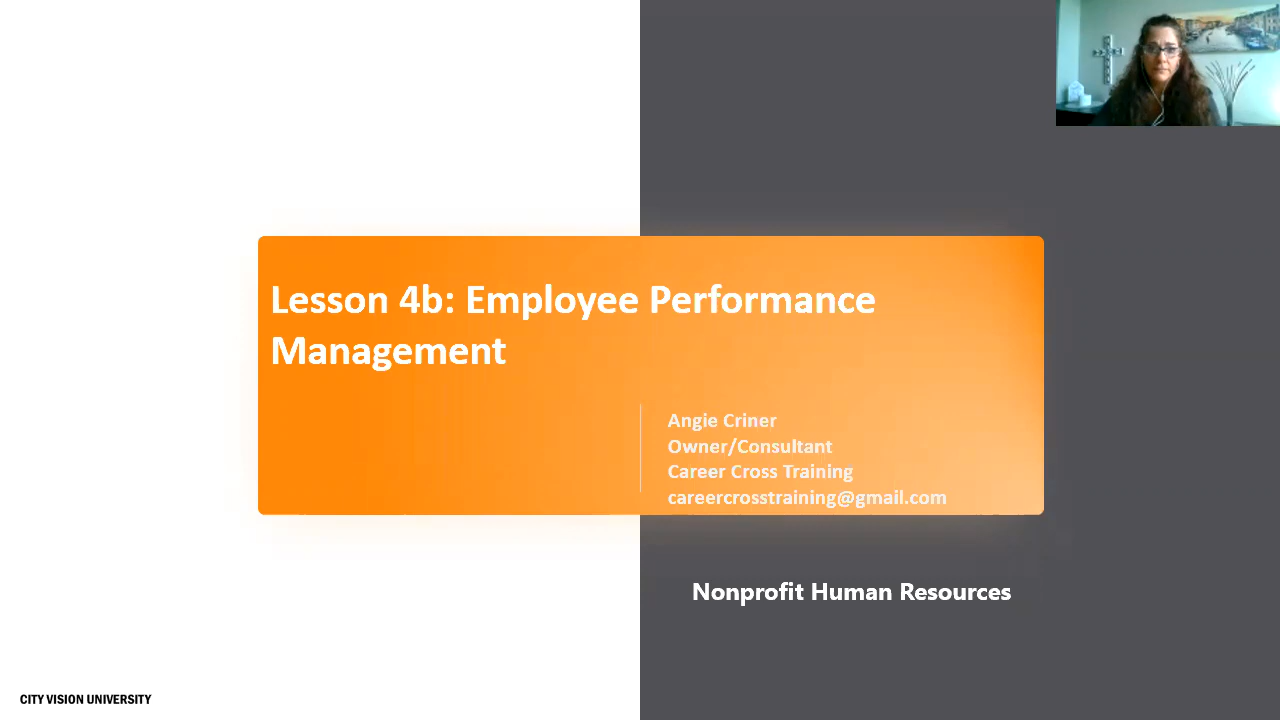 Lesson 4b: Employee Performance
Management
Angie Criner
Owner/Consultant
Career Cross Training
careercrosstraining@gmail.com
Nonprofit Human Resources
CITY VISION UNIVERSITY